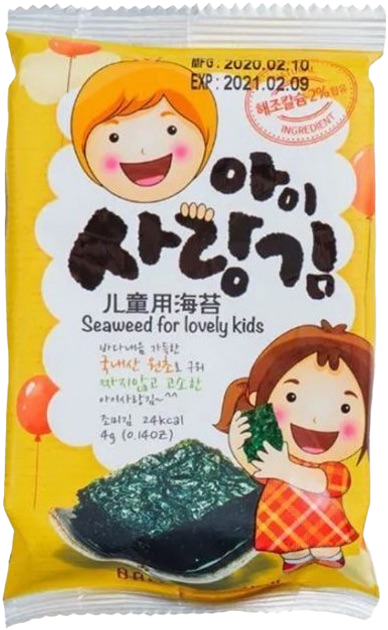 MFG : 2020.02.10.
EXP : 2021.02.09
해조칼슘 2% 함유
INGREDIENT
아이
사랑김
儿童用海苔
Seaweed for lovely kids
바다내음 가득한
국내산 원초로 구워
짜지않고 고소한
아이사랑김~^^
조미김 24kcal
4g (0.14OZ)